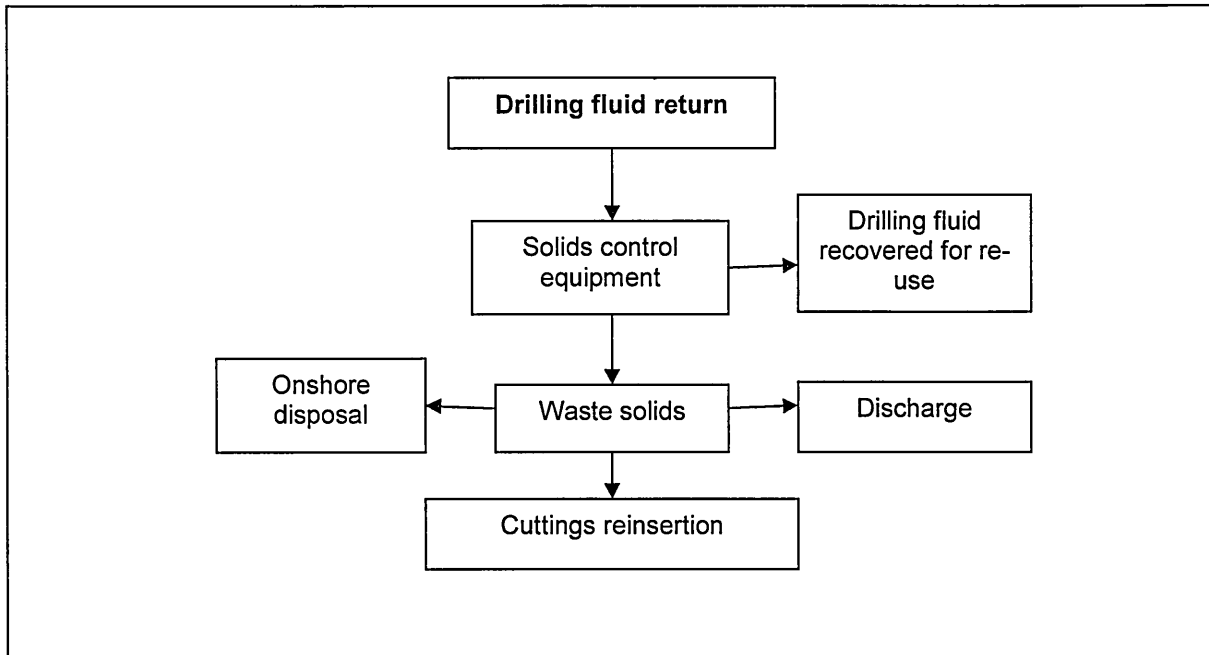 Drilling fluid return
Solids control
equipment
Drilling fluid
recovered for re-
use
Onshore
disposal
Waste solids
Discharge
Cuttings reinsertion